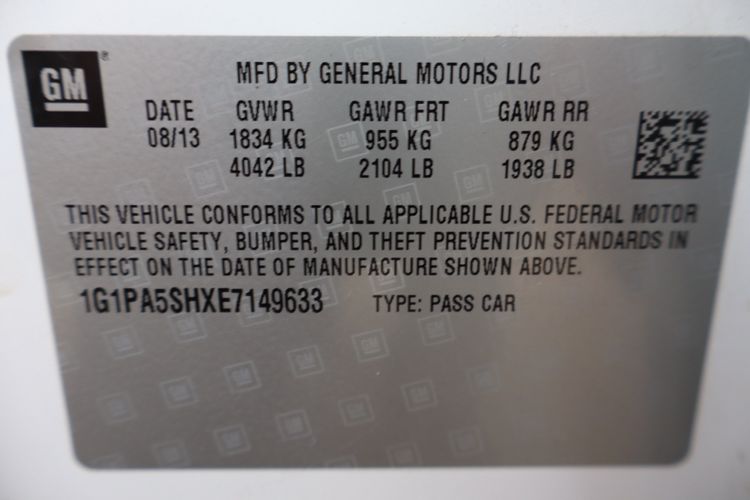 GM
MFD BY GENERAL MOTORS LLC
DATE GVWR GAWR FRT GAWR RR
08/13 1834 KG 955 KG 879 KG
4042 LB 2104 LB 1938 LB
THIS VEHICLE CONFORMS TO ALL APPLICABLE U.S. FEDERAL MOTOR
VEHICLE SAFETY, BUMPER, AND THEFT PREVENTION STANDARDS IN
EFFECT ON THE DATE OF MANUFACTURE SHOWN ABOVE.
1G1PA5SHXE7149633 TYPE: PASS CAR